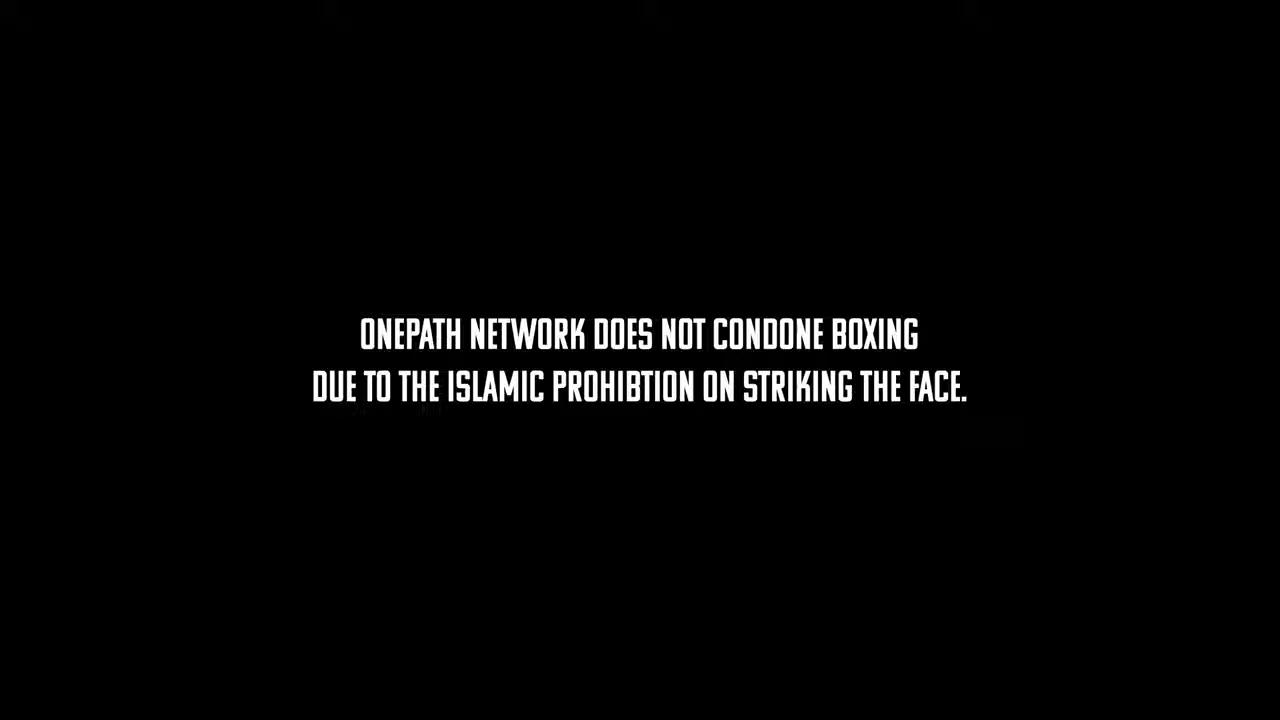 ONEPATH NETWORK DOES NOT CONDONE BOXING
DUE TO THE ISLAMIC PROHIBTION ON STRIKING THE FACE.